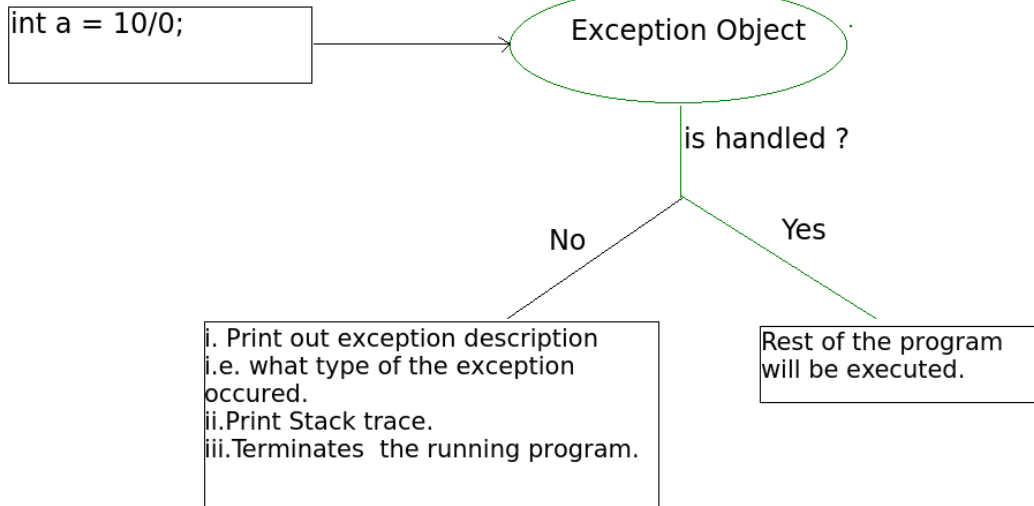 int a = 10/0;
Exception Object
is handled ?
No
Yes
i. Print out exception description
i.e. what type of the exception
occured.
ii.Print Stack trace.
iii.Terminates  the running program.
Rest of the program
will be executed.